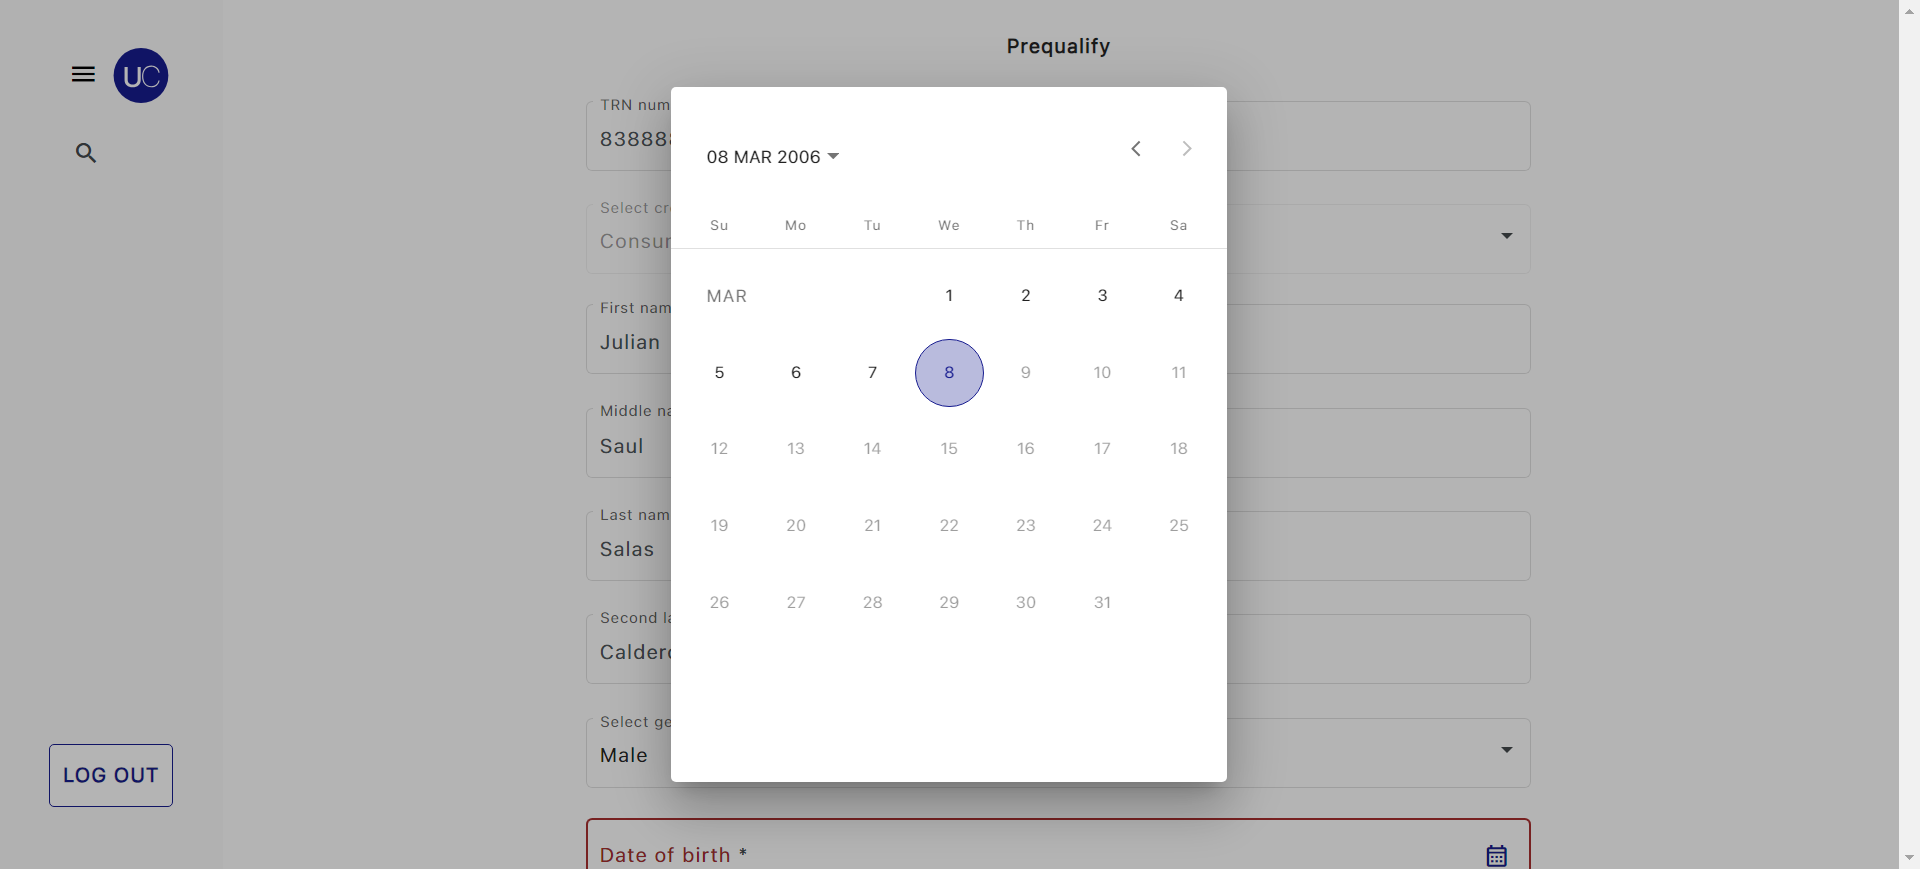 Prequalify
UC
LOG OUT
TRN num
83888
Select cr
Consur
First nam
Julian
Middle na
Saul
Last nam
Salas
Second la
Calder
Select ge
Male
Date of birth *
08 MAR 2006
Su Mo Tu We Th Fr Sa
MAR 1 2 3 4
5 6 7 8 9 10 11
12 13 14 15 16 17 18
19 20 21 22 23 24 25
26 27 28 29 30 31